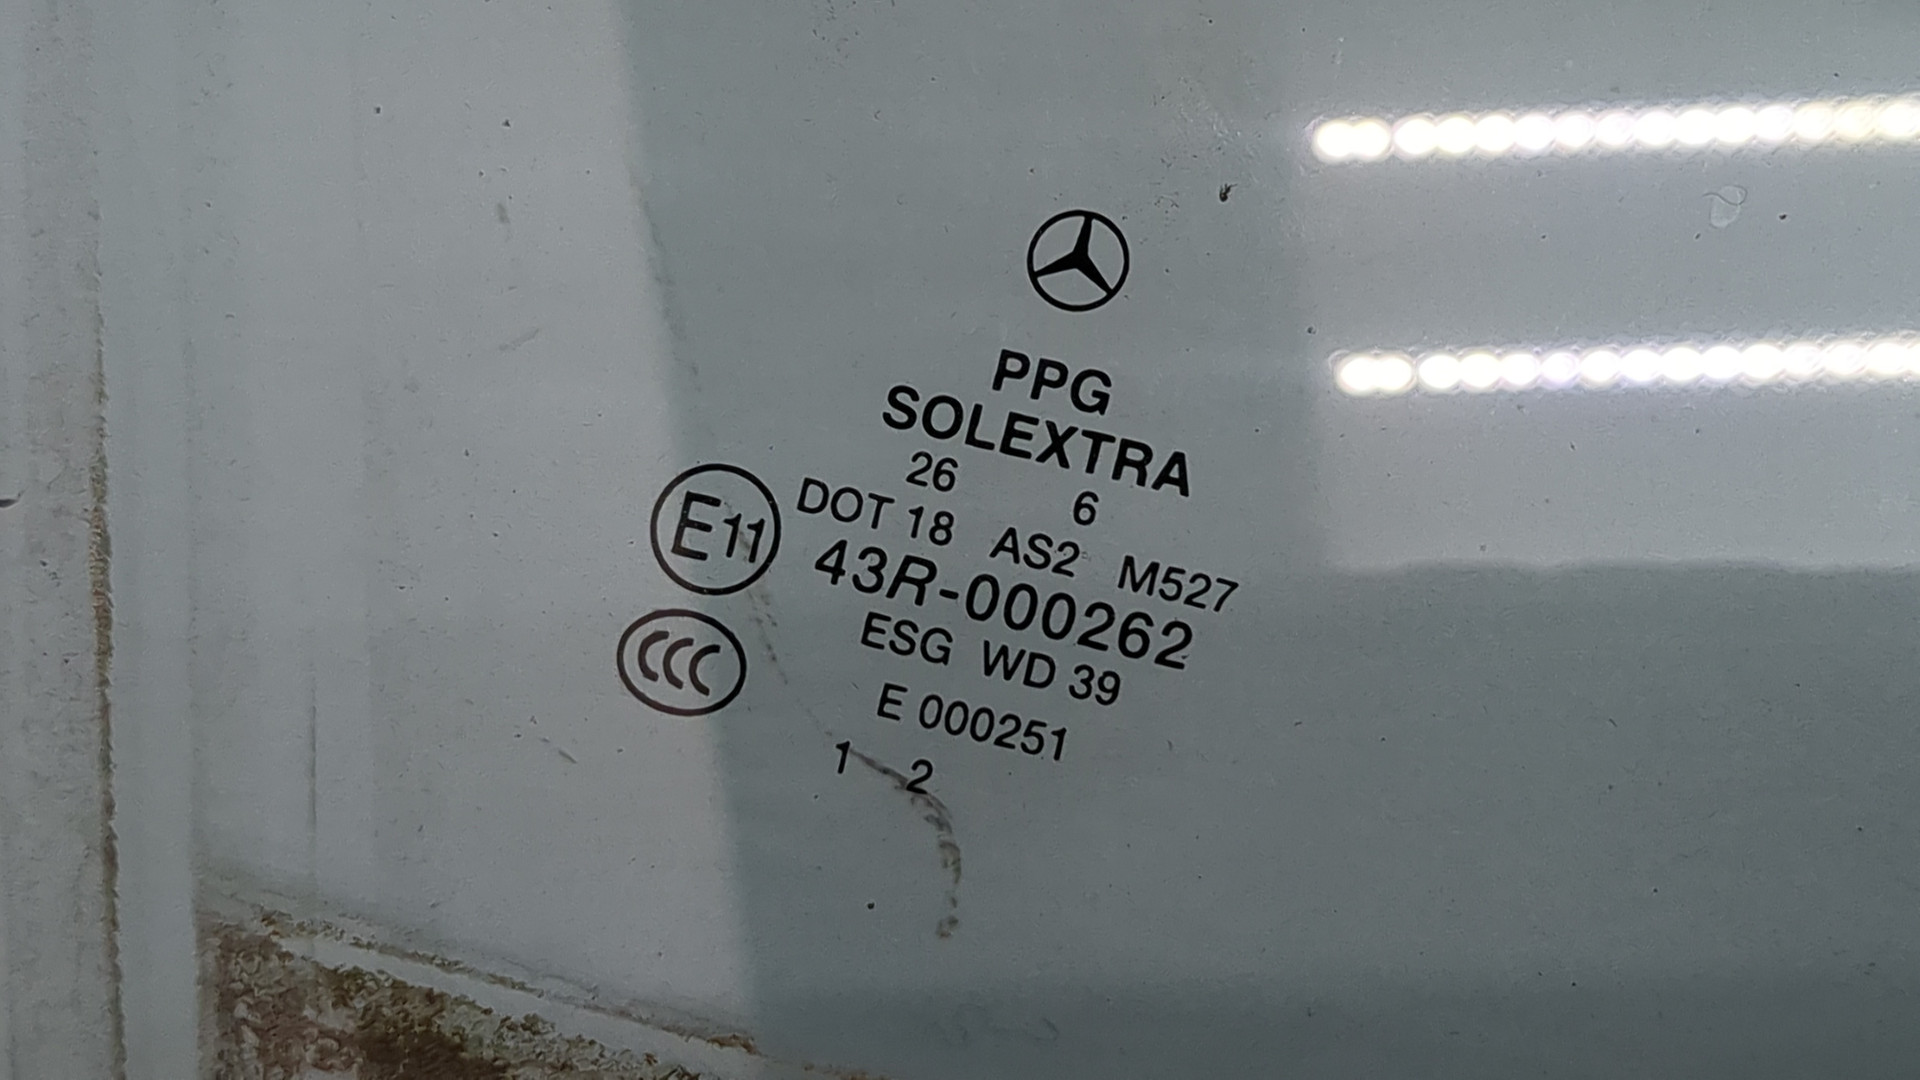 PPG
SOLEXTRA
26 6
DOT 18 AS2 M527
E11 43R-000262
CCC ESG WD 39
E 000251
1 2